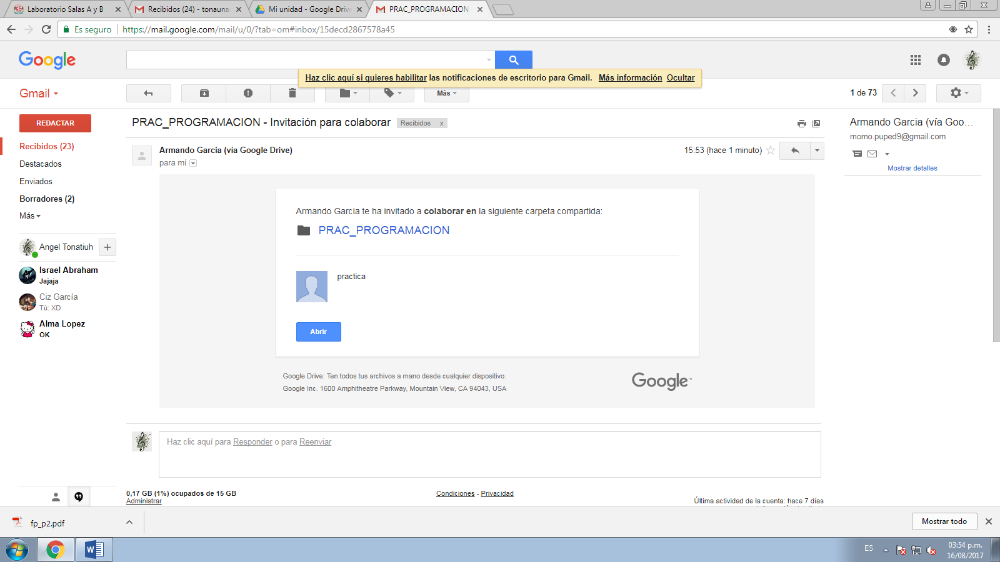 Laboratorio Salas A y B
Recibidos (24) - tonaunan
Mi unidad - Google Drive
PRAC_PROGRAMACION
Es seguro
https://mail.google.com/mail/u/0/?tab=om#inbox/15decd2867578a45
Google
Haz clic aquí si quieres habilitar las notificaciones de escritorio para Gmail. Más información Ocultar
Gmail
Más
1 de 73
REDACTAR
PRAC_PROGRAMACION - Invitación para colaborar
Recibidos x
Armando Garcia (vía Goo...
momo.puped9@gmail.com
Mostrar detalles
Recibidos (23)
Destacados
Enviados
Borradores (2)
Más
Armando Garcia (vía Google Drive)
para mí
15:53 (hace 1 minuto)
Armando Garcia te ha invitado a colaborar en la siguiente carpeta compartida:
PRAC_PROGRAMACION
practica
Abrir
Google Drive: Ten todos tus archivos a mano desde cualquier dispositivo.
Google Inc. 1600 Amphitheatre Parkway, Mountain View, CA 94043, USA
Google™
Angel Tonatiuh
Israel Abraham
Jajaja
Ciz García
Tú: XD
Alma Lopez
OK
Haz clic aquí para Responder o para Reenviar
0,17 GB (1%) ocupados de 15 GB
Administrar
Condiciones - Privacidad
Última actividad de la cuenta: hace 7 días
fp_p2.pdf
Mostrar todo
W
ES
03:54 p.m.
16/08/2017